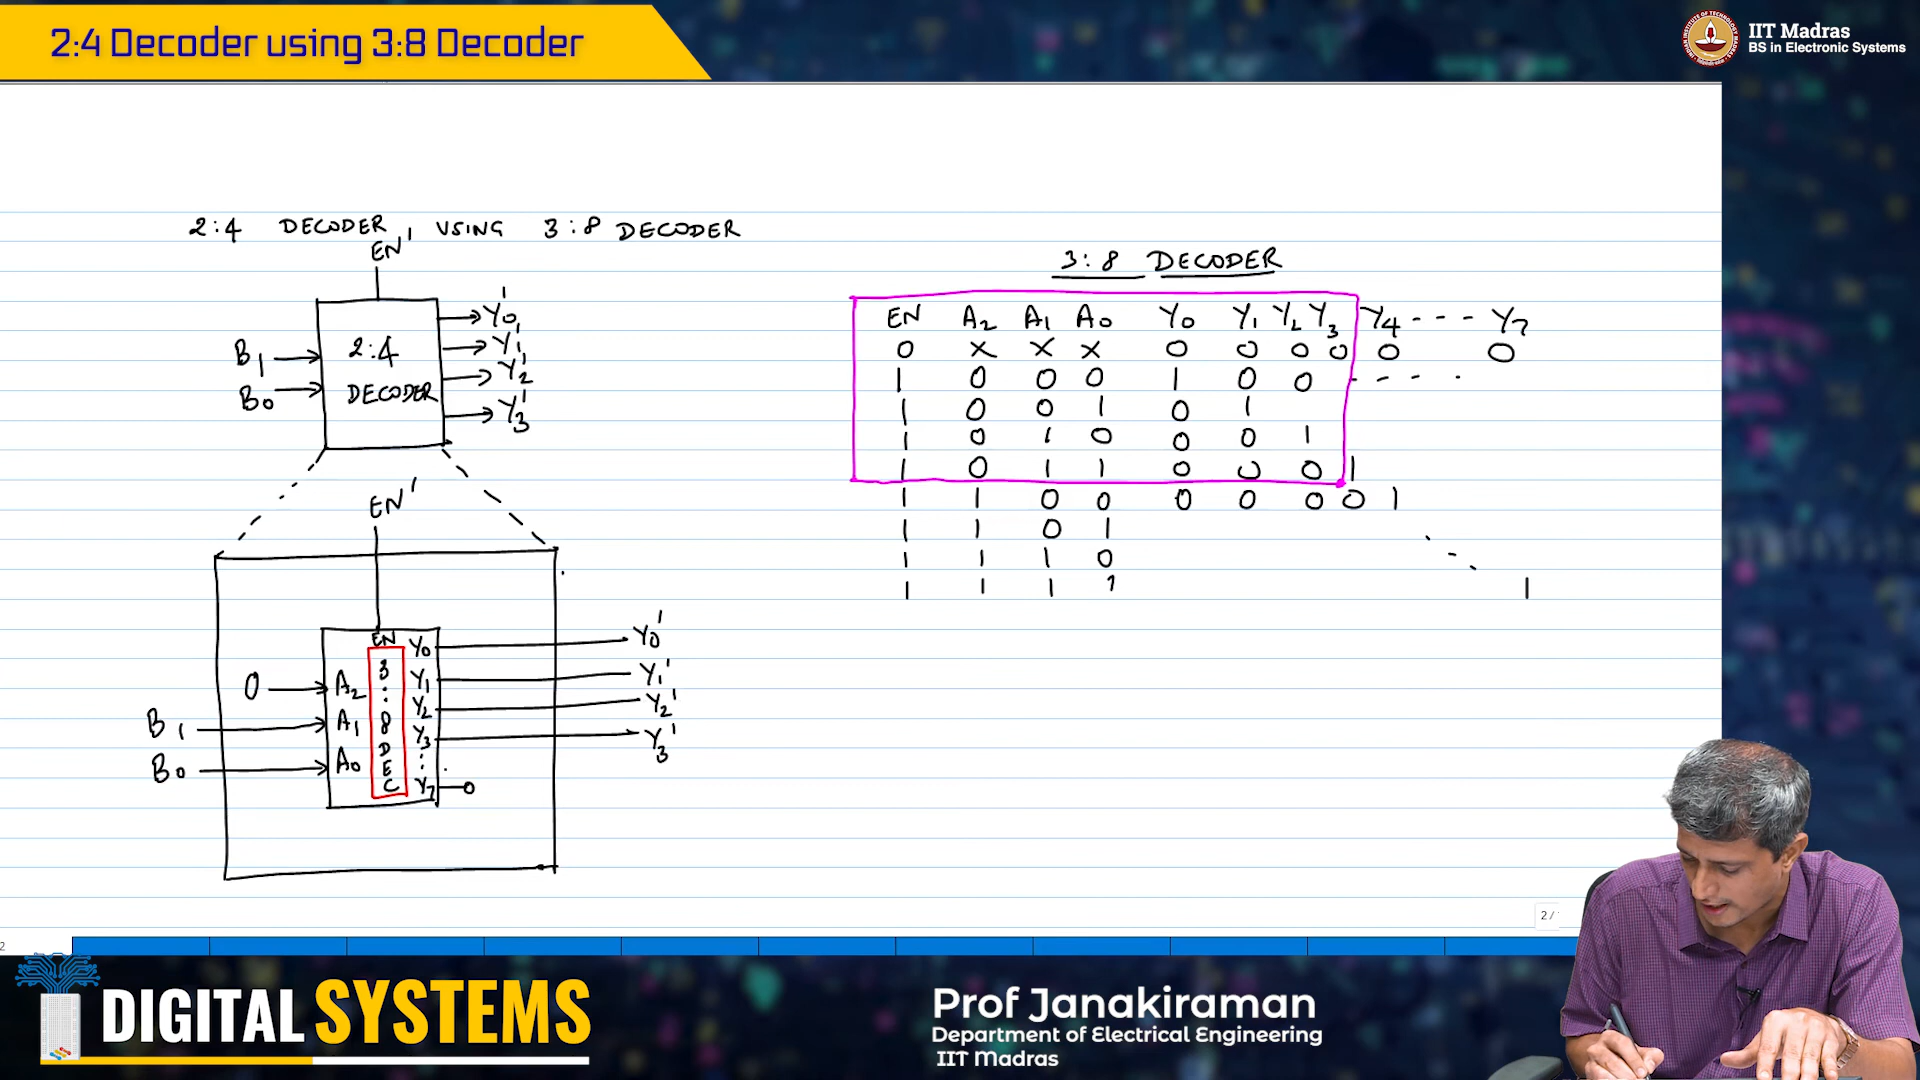 2:4 Decoder using 3:8 Decoder
IIT Madras
BS in Electronic Systems
2:4 DECODER USING 3:8 DECODER
EN'
2:4
DECODER
B1
B0
Y0'
Y1'
Y2'
Y3'
EN'
EN
3:8 DEC
0
A2
B1
A1
B0
A0
Y0
Y1
Y2
Y3
:
Y7
Y0'
Y1'
Y2'
Y3'
3:8 DECODER
EN A2 A1 A0 Y0 Y1 Y2 Y3 Y4 - - - - Y7
0 X X X 0 0 0 0 0 0
1 0 0 0 1 0 0 - - - -
1 0 0 1 0 1
1 0 1 0 0 0 1
1 0 1 1 0 0 0 1
1 1 0 0 0 0 0 0 1
1 1 0 1
1 1 1 0
1 1 1 1 1
2 /
2
DIGITAL SYSTEMS
Prof Janakiraman
Department of Electrical Engineering
IIT Madras